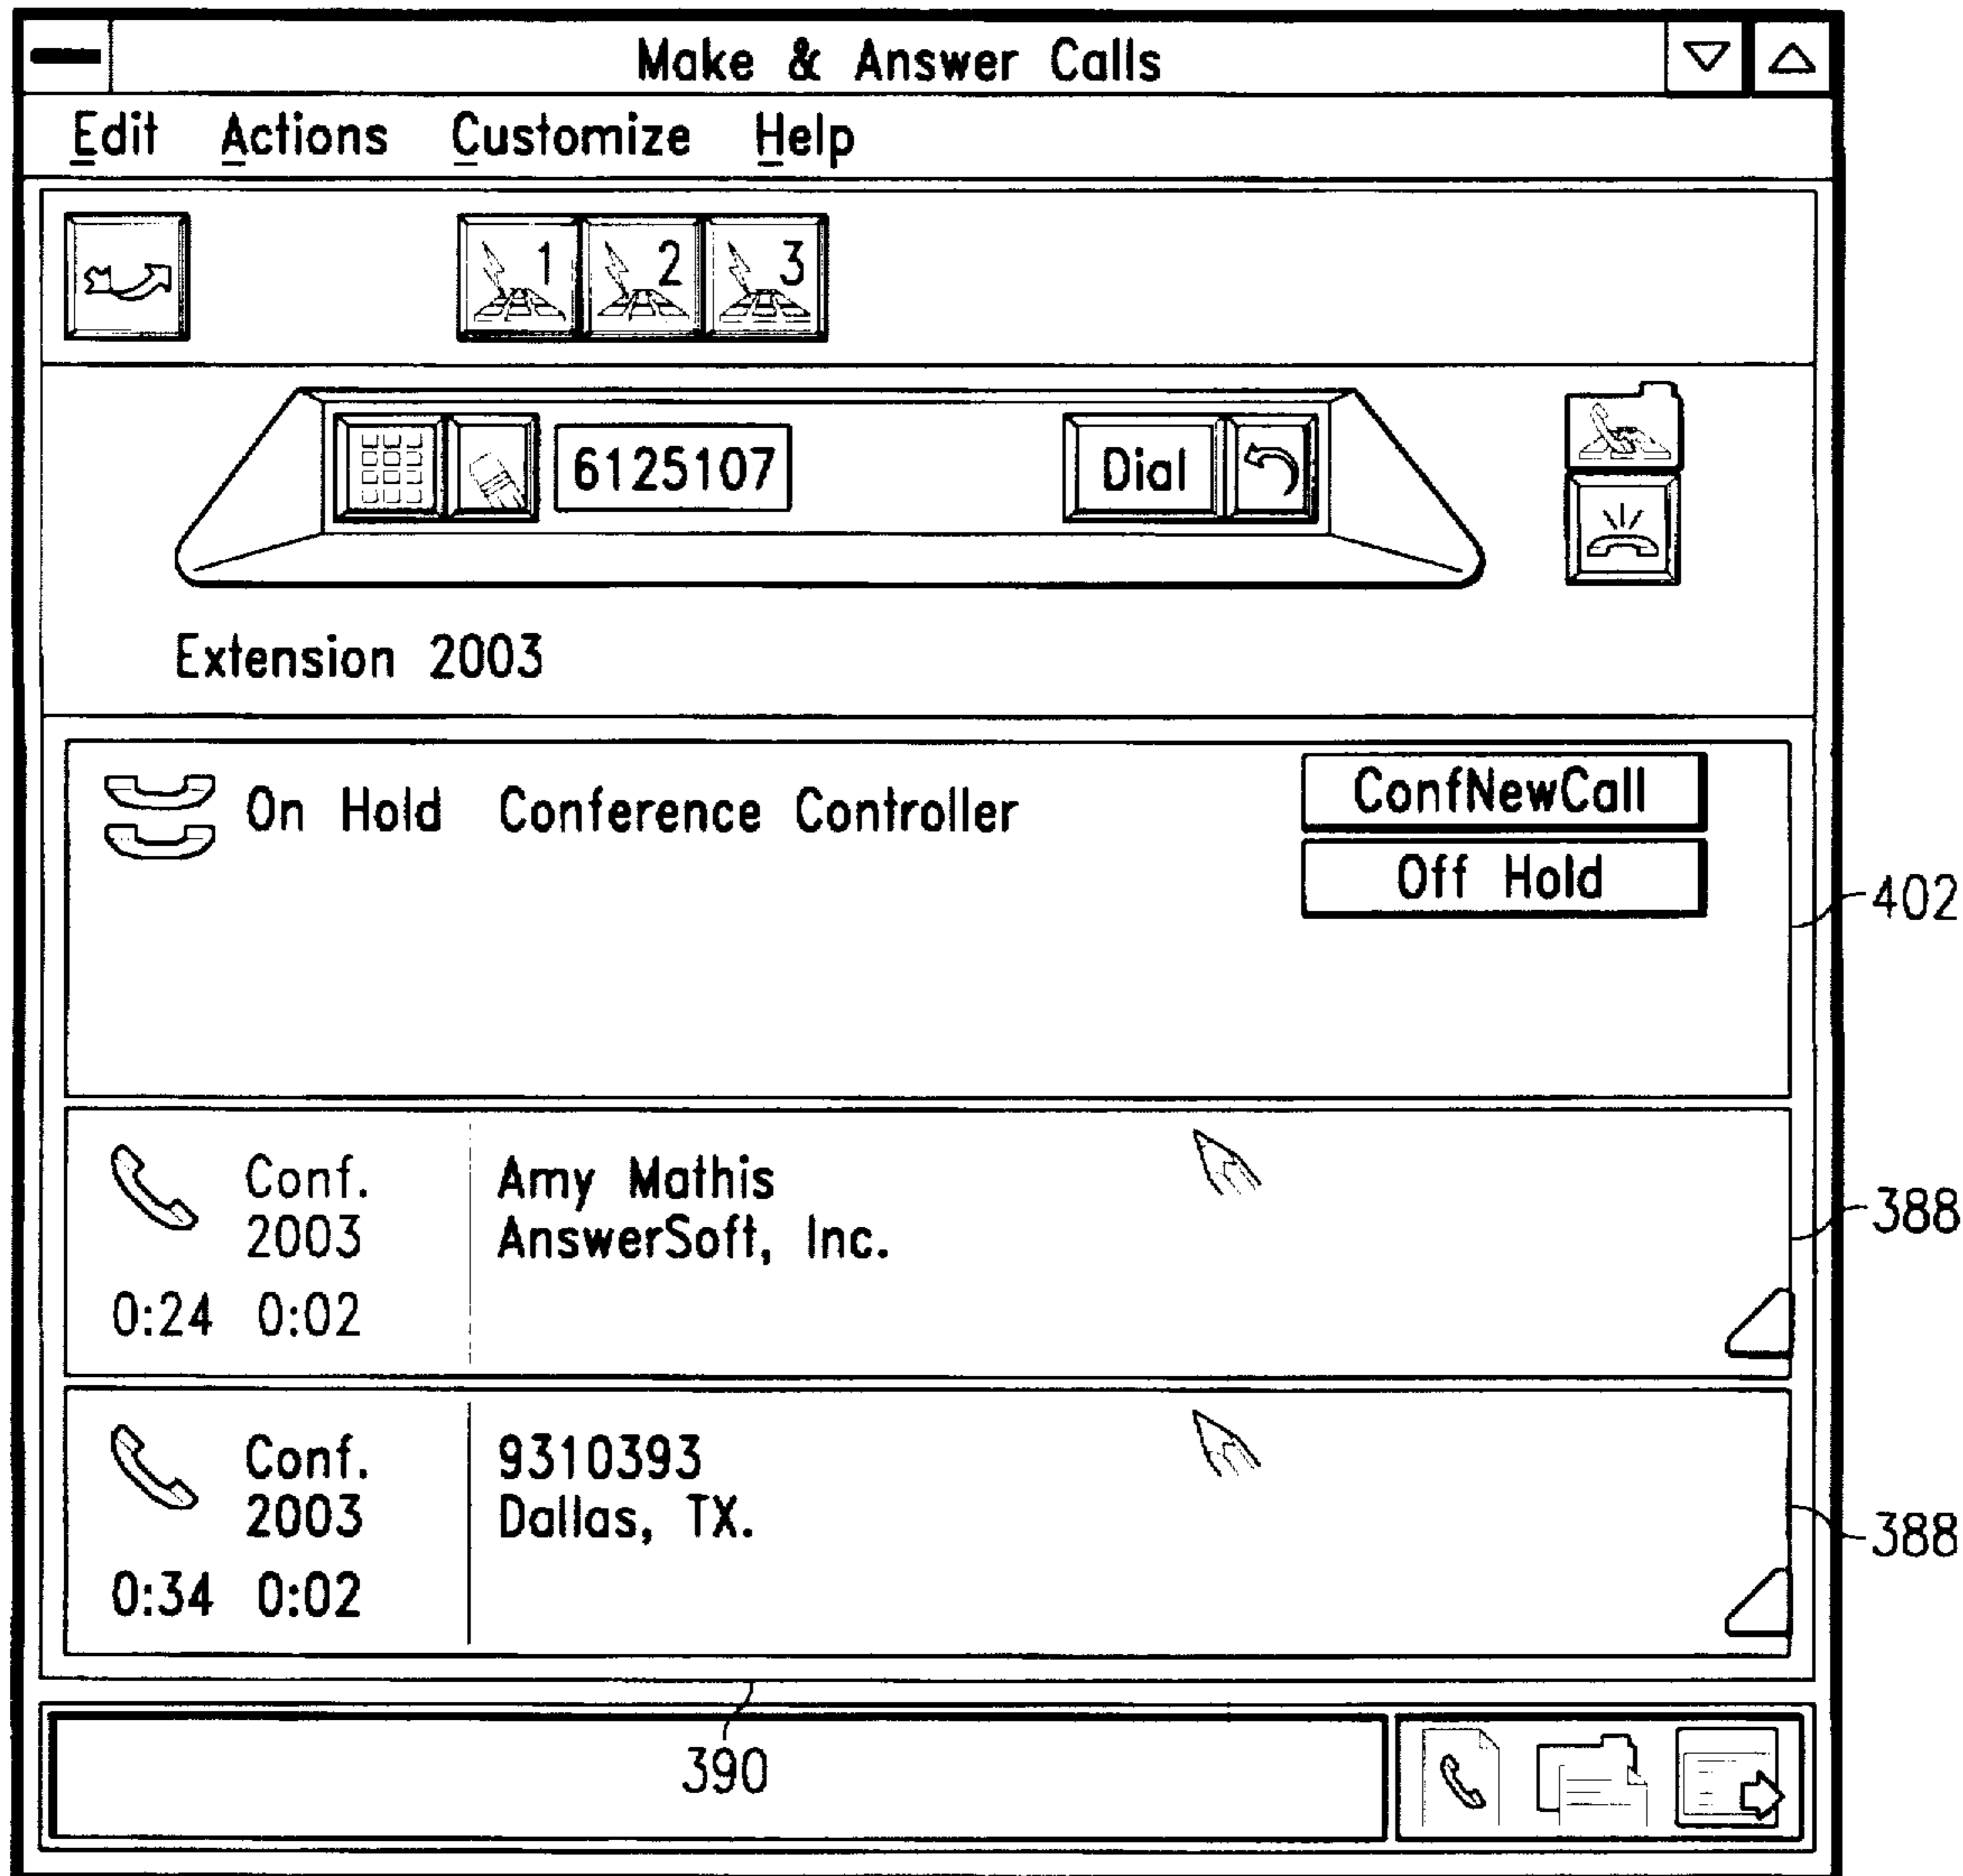 Make & Answer Calls
Edit Actions Customize Help
1 2 3
6125107 Dial
Extension 2003
On Hold Conference Controller ConfNewCall
Off Hold
402
Conf. Amy Mathis
2003 AnswerSoft, Inc.
388
0:24 0:02
Conf. 9310393
2003 Dallas, TX.
388
0:34 0:02
390